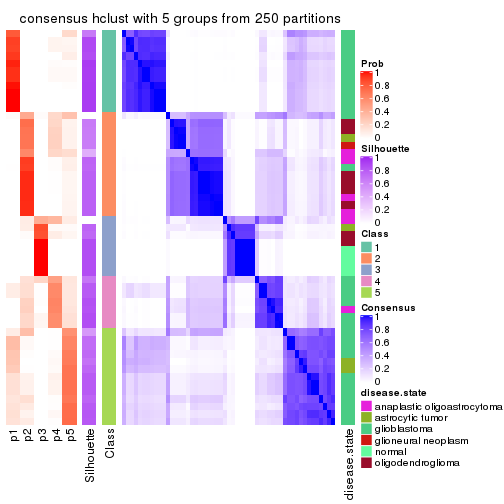 consensus hclust with 5 groups from 250 partitions
Prob
1
0.8
0.6
0.4
0.2
0
Silhouette
1
0.8
0.6
0.4
0.2
0
Class
1
2
3
4
5
Consensus
1
0.8
0.6
0.4
0.2
0
disease.state
anaplastic oligoastrocytoma
astrocytic tumor
glioblastoma
glioneural neoplasm
normal
oligodendroglioma
p1
p2
p3
p4
p5
Silhouette
Class
disease.state